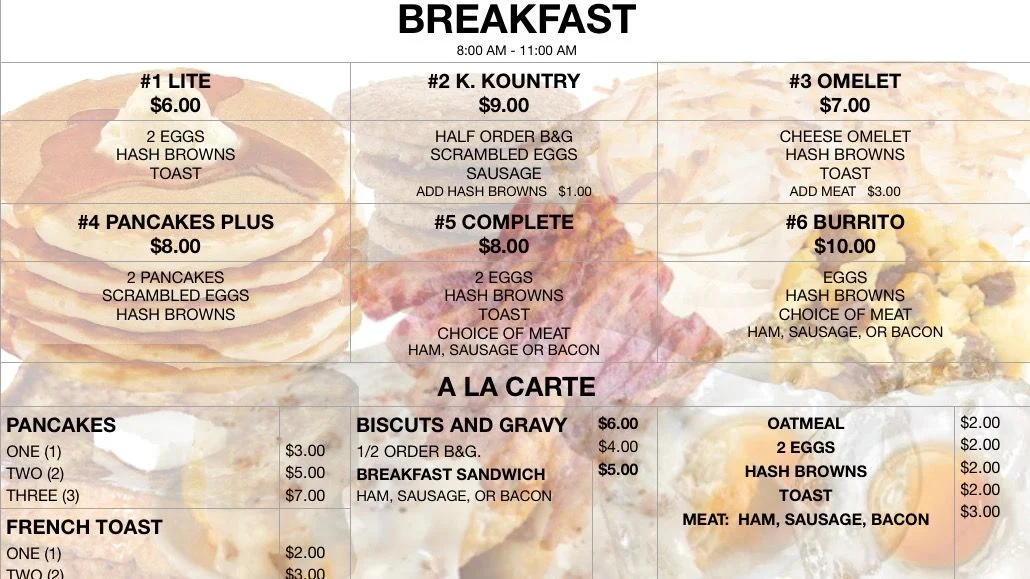 BREAKFAST
8:00 AM - 11:00 AM
#1 LITE
$6.00
2 EGGS
HASH BROWNS
TOAST
#2 K. KOUNTRY
$9.00
HALF ORDER B&G
SCRAMBLED EGGS
SAUSAGE
ADD HASH BROWNS $1.00
#3 OMELET
$7.00
CHEESE OMELET
HASH BROWNS
TOAST
ADD MEAT $3.00
#4 PANCAKES PLUS
$8.00
2 PANCAKES
SCRAMBLED EGGS
HASH BROWNS
#5 COMPLETE
$8.00
2 EGGS
HASH BROWNS
TOAST
CHOICE OF MEAT
HAM, SAUSAGE OR BACON
#6 BURRITO
$10.00
EGGS
HASH BROWNS
CHOICE OF MEAT
HAM, SAUSAGE, OR BACON
A LA CARTE
PANCAKES
ONE (1) $3.00
TWO (2) $5.00
THREE (3) $7.00
FRENCH TOAST
ONE (1) $2.00
TWO (2) $3.00
BISCUTS AND GRAVY $6.00
1/2 ORDER B&G. $4.00
BREAKFAST SANDWICH $5.00
HAM, SAUSAGE, OR BACON
OATMEAL $2.00
2 EGGS $2.00
HASH BROWNS $2.00
TOAST $2.00
MEAT: HAM, SAUSAGE, BACON $3.00